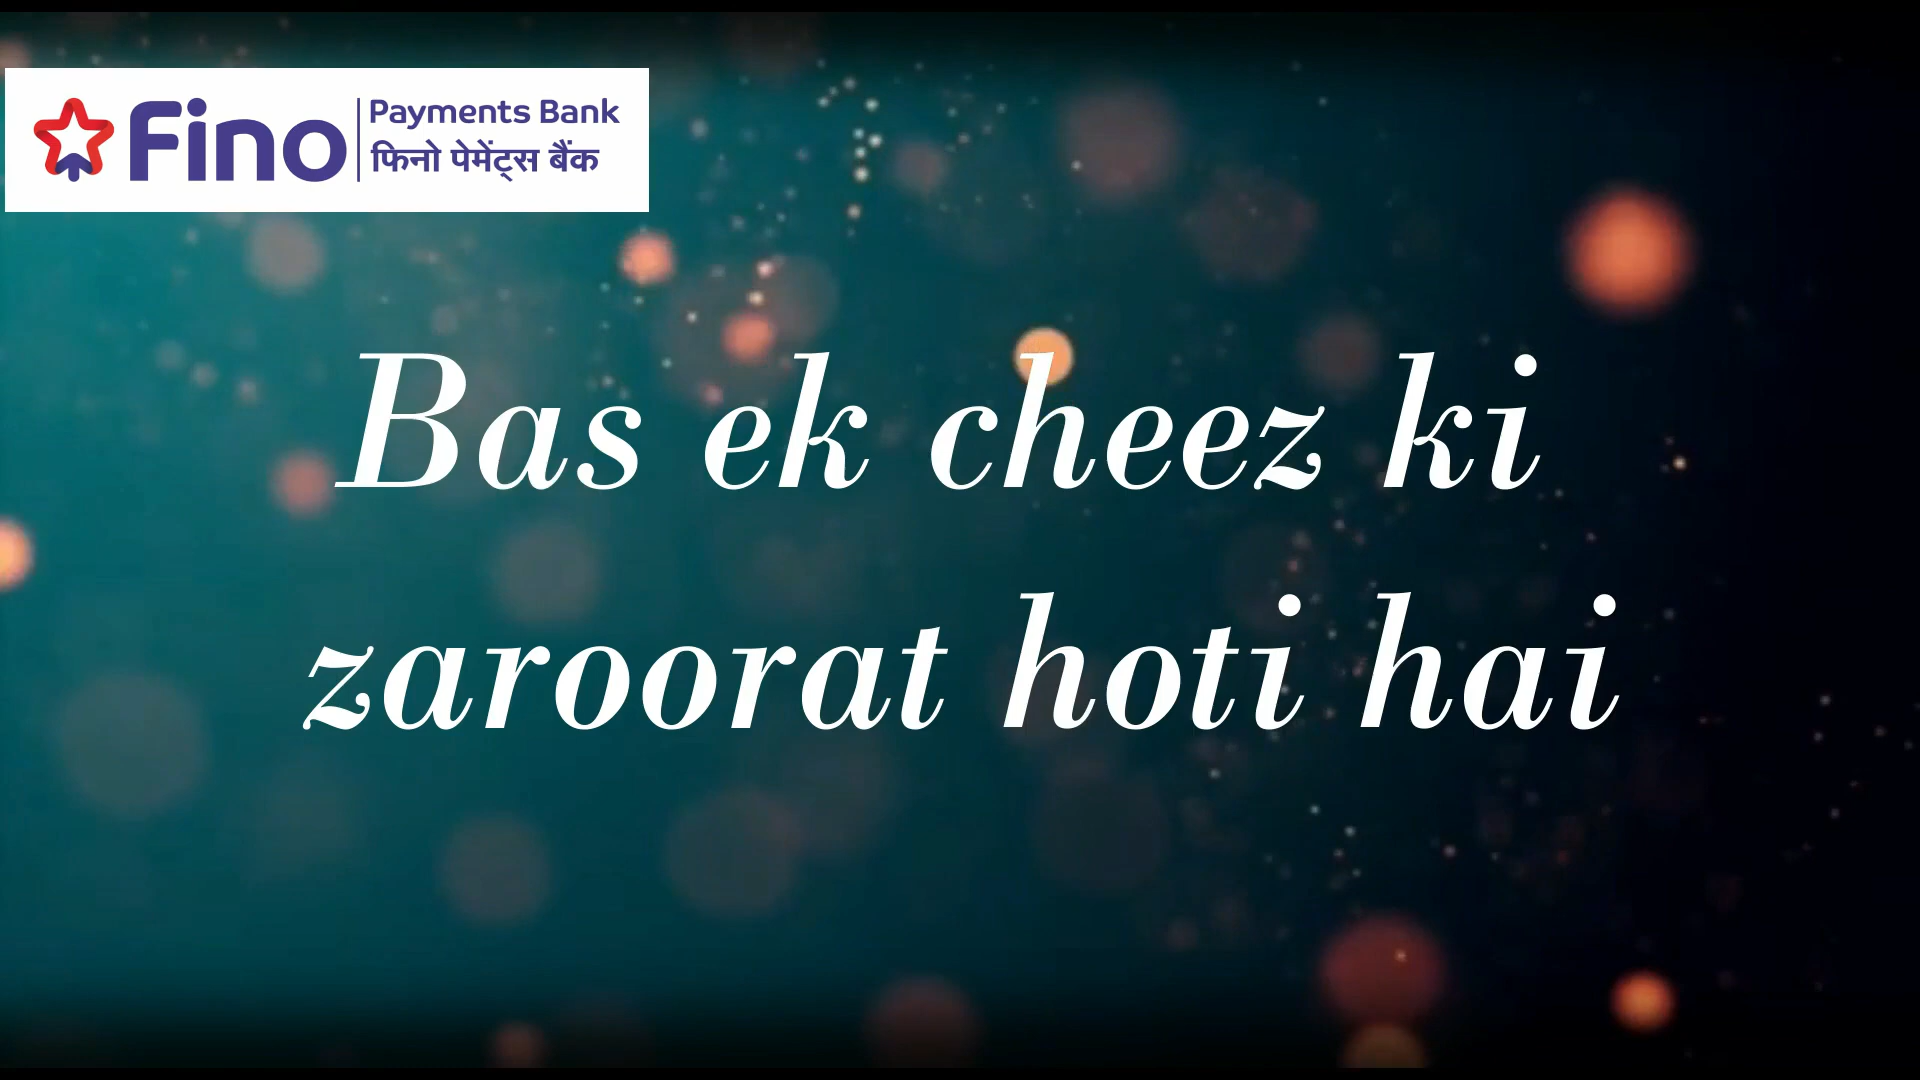 Fino
Payments Bank
फिनो पेमेंट्स बैंक
Bas ek cheez ki
zaroorat hoti hai